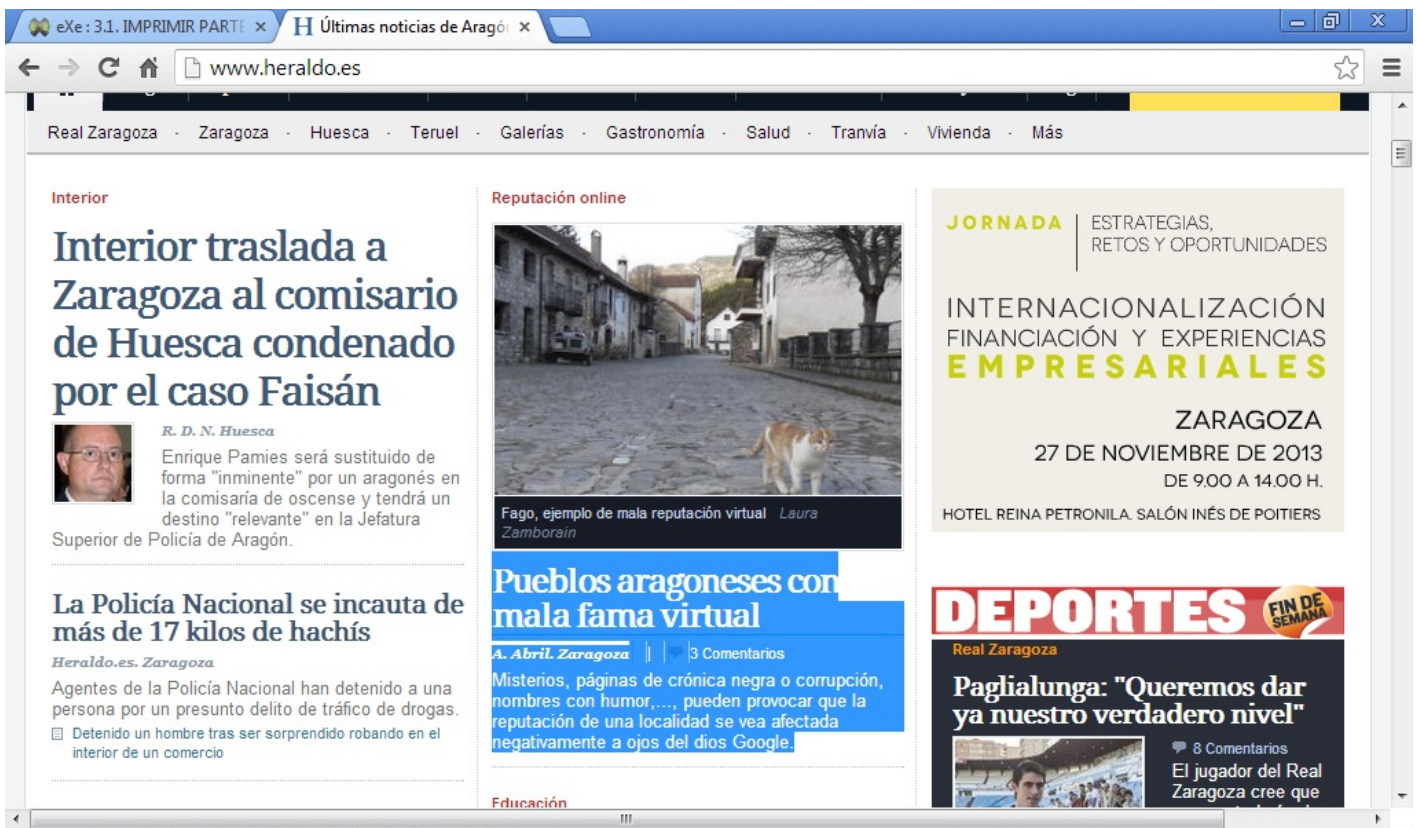 eXe : 3.1. IMPRIMIR PARTE
Últimas noticias de Aragón
www.heraldo.es
Real Zaragoza · Zaragoza · Huesca · Teruel · Galerías · Gastronomía · Salud · Tranvía · Vivienda · Más
Interior
Interior traslada a
Zaragoza al comisario
de Huesca condenado
por el caso Faisán
R. D. N. Huesca
Enrique Pamies será sustituido de
forma "inminente" por un aragonés en
la comisaría de oscense y tendrá un
destino "relevante" en la Jefatura
Superior de Policía de Aragón.
La Policía Nacional se incauta de
más de 17 kilos de hachís
Heraldo.es. Zaragoza
Agentes de la Policía Nacional han detenido a una
persona por un presunto delito de tráfico de drogas.
Detenido un hombre tras ser sorprendido robando en el
interior de un comercio
Reputación online
Fago, ejemplo de mala reputación virtual Laura
Zamborain
Pueblos aragoneses con
mala fama virtual
A. Abril. Zaragoza | | 3 Comentarios
Misterios, páginas de crónica negra o corrupción,
nombres con humor,..., pueden provocar que la
reputación de una localidad se vea afectada
negativamente a ojos del dios Google.
Educación
JORNADA | ESTRATEGIAS,
RETOS Y OPORTUNIDADES
INTERNACIONALIZACIÓN
FINANCIACIÓN Y EXPERIENCIAS
EMPRESARIALES
ZARAGOZA
27 DE NOVIEMBRE DE 2013
DE 9.00 A 14.00 H.
HOTEL REINA PETRONILA. SALÓN INÉS DE POITIERS
DEPORTES FIN DE
SEMANA
Real Zaragoza
Paglialunga: "Queremos dar
ya nuestro verdadero nivel"
8 Comentarios
El jugador del Real
Zaragoza cree que